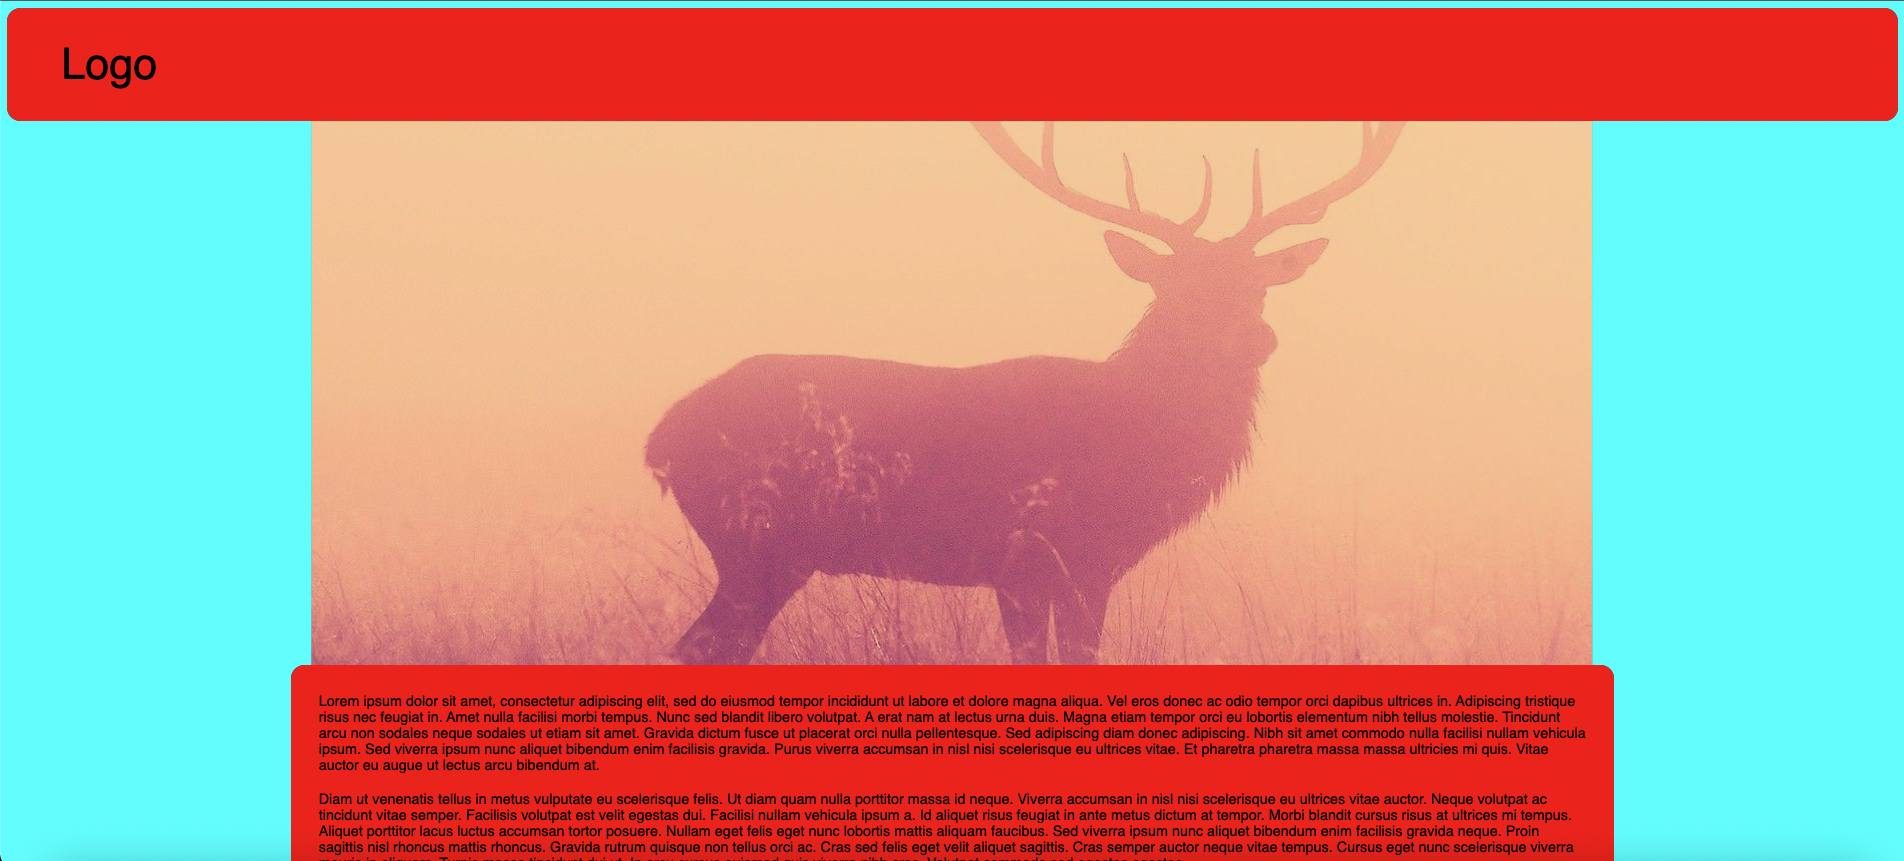 Logo
Lorem ipsum dolor sit amet, consectetur adipiscing elit, sed do eiusmod tempor incididunt ut labore et dolore magna aliqua. Vel eros donec ac odio tempor orci dapibus ultrices in. Adipiscing tristique
risus nec feugiat in. Amet nulla facilisi morbi tempus. Nunc sed blandit libero volutpat. A erat nam at lectus urna duis. Magna etiam tempor orci eu lobortis elementum nibh tellus molestie. Tincidunt
arcu non sodales neque sodales ut etiam sit amet. Gravida dictum fusce ut placerat orci nulla pellentesque. Sed adipiscing diam donec adipiscing. Nibh sit amet commodo nulla facilisi nullam vehicula
ipsum. Sed viverra ipsum nunc aliquet bibendum enim facilisis gravida. Purus viverra accumsan in nisl nisi scelerisque eu ultrices vitae. Et pharetra pharetra massa massa ultricies mi quis. Vitae
auctor eu augue ut lectus arcu bibendum at.
Diam ut venenatis tellus in metus vulputate eu scelerisque felis. Ut diam quam nulla porttitor massa id neque. Viverra accumsan in nisl nisi scelerisque eu ultrices vitae auctor. Neque volutpat ac
tincidunt vitae semper. Facilisis volutpat est velit egestas dui. Facilisi nullam vehicula ipsum a. Id aliquet risus feugiat in ante metus dictum at tempor. Morbi blandit cursus risus at ultrices mi tempus.
Aliquet porttitor lacus luctus accumsan tortor posuere. Nullam eget felis eget nunc lobortis mattis aliquam faucibus. Sed viverra ipsum nunc aliquet bibendum enim facilisis gravida neque. Proin
sagittis nisl rhoncus mattis rhoncus. Gravida rutrum quisque non tellus orci ac. Cras sed felis eget velit aliquet sagittis. Cras semper auctor neque vitae tempus. Cursus eget nunc scelerisque viverra